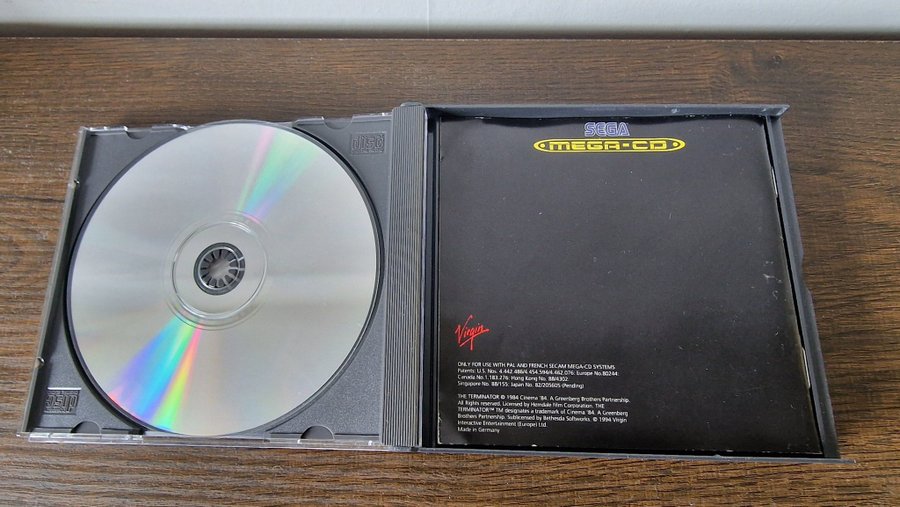 disc
SEGA
MEGA-CD
Virgin
ONLY FOR USE WITH PAL AND FRENCH SECAM MEGA-CD SYSTEMS
Patents: U.S. Nos. 4.442.486/4.454.594/4.462.076: Europe No.80244:
Canada No.1.183.276: Hong Kong No. 88/4302:
Singapore No. 88/155: Japan No. 82/205605 (Pending)
THE TERMINATOR © 1984 Cinema '84. A Greenberg Brothers Partnership.
All Rights reserved. Licensed by Hemdale Film Corporation. THE
TERMINATOR™ TM designates a trademark of Cinema '84. A Greenberg
Brothers Partnership. Sublicensed by Bethesda Softworks. © 1994 Virgin
Interactive Entertainment (Europe) Ltd.
Made in Germany
disc